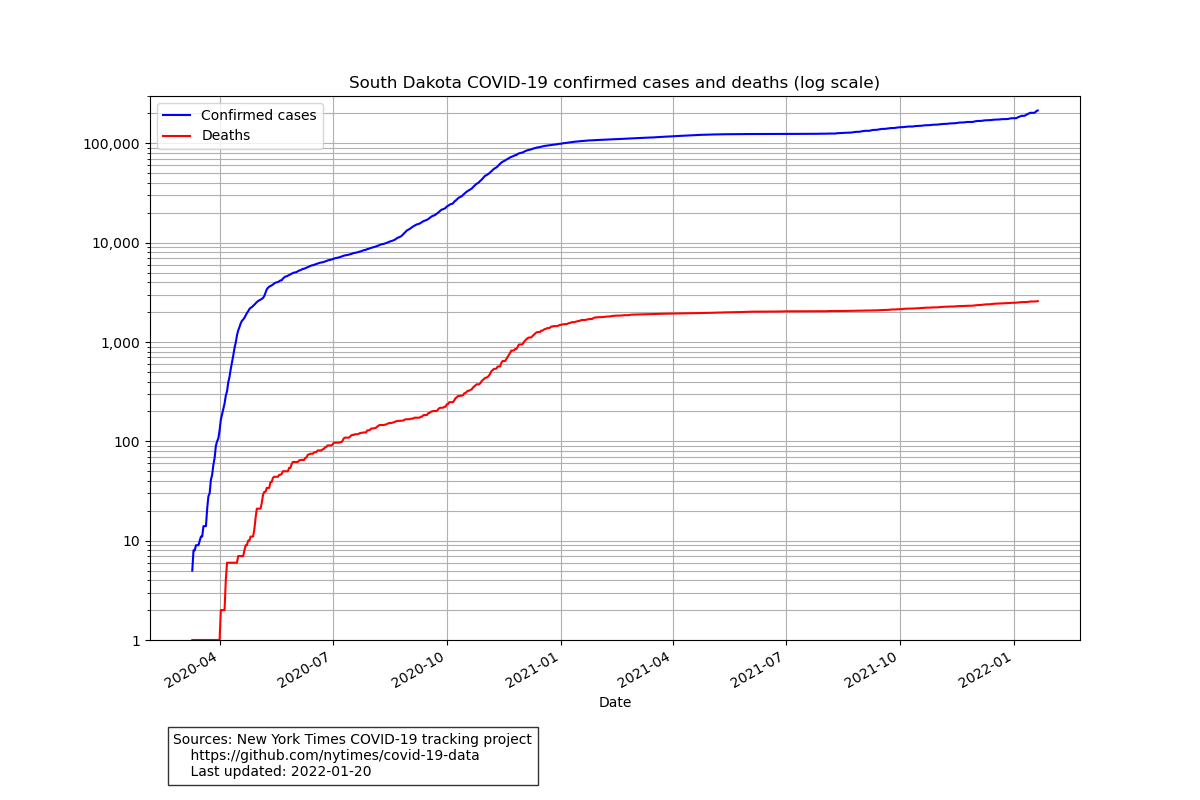 South Dakota COVID-19 confirmed cases and deaths (log scale)
Confirmed cases
Deaths
100,000
10,000
1,000
100
10
1
2020-04
2020-07
2020-10
2021-01
2021-04
2021-07
2021-10
2022-01
Date
Sources: New York Times COVID-19 tracking project
https://github.com/nytimes/covid-19-data
Last updated: 2022-01-20